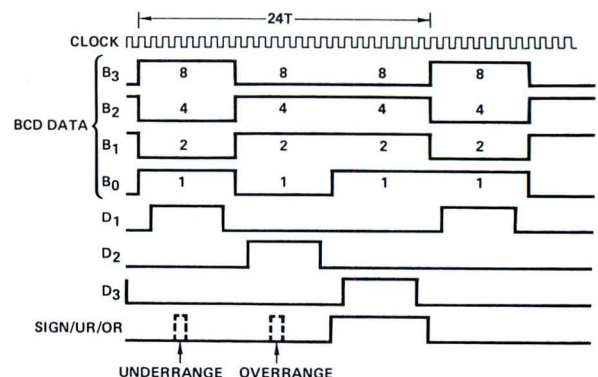 24T
CLOCK
B3 8 8 8 8
B2 4 4 4 4
BCD DATA
B1 2 2 2 2
B0 1 1 1 1
D1
D2
D3
SIGN/UR/OR
UNDERRANGE OVERRANGE